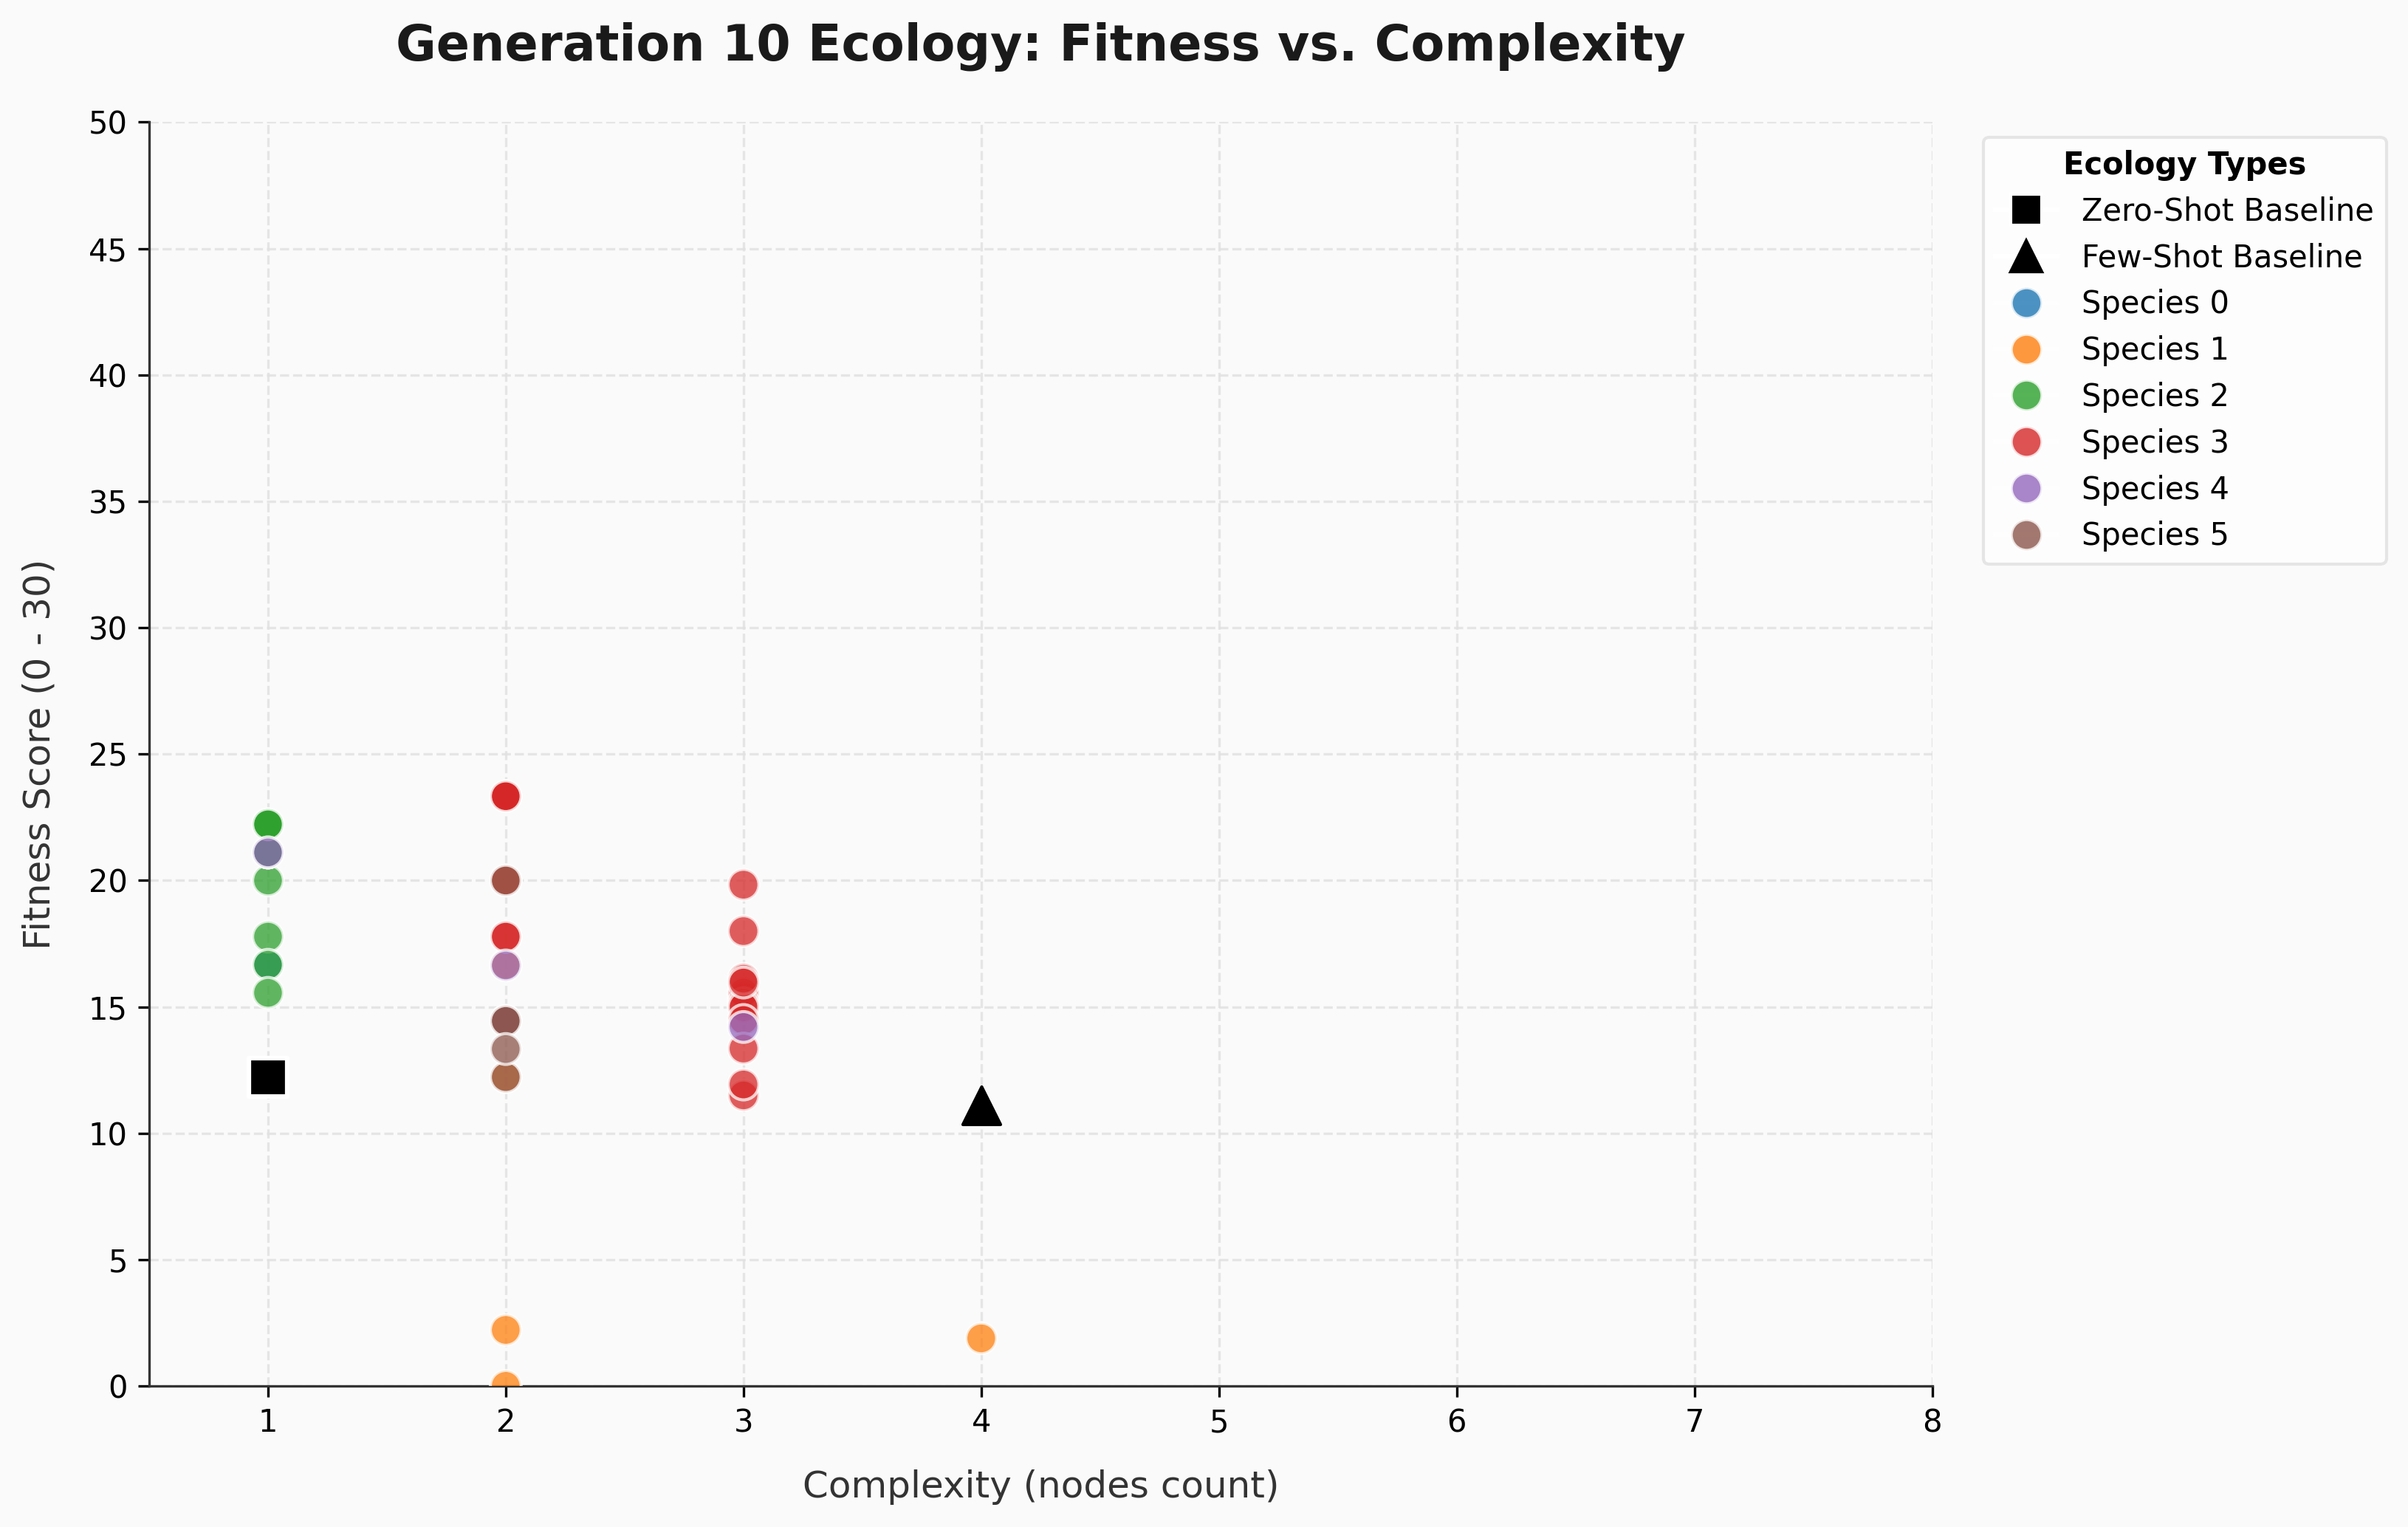 Generation 10 Ecology: Fitness vs. Complexity
50
45
40
35
30
25
20
15
10
5
0
Fitness Score (0 - 30)
1 2 3 4 5 6 7 8
Complexity (nodes count)
Ecology Types
Zero-Shot Baseline
Few-Shot Baseline
Species 0
Species 1
Species 2
Species 3
Species 4
Species 5